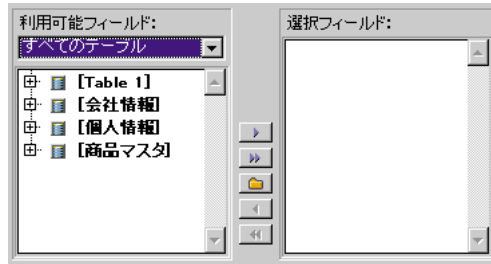 利用可能フィールド:
選択フィールド:
すべてのテーブル
[Table 1]
[会社情報]
[個人情報]
[商品マスタ]